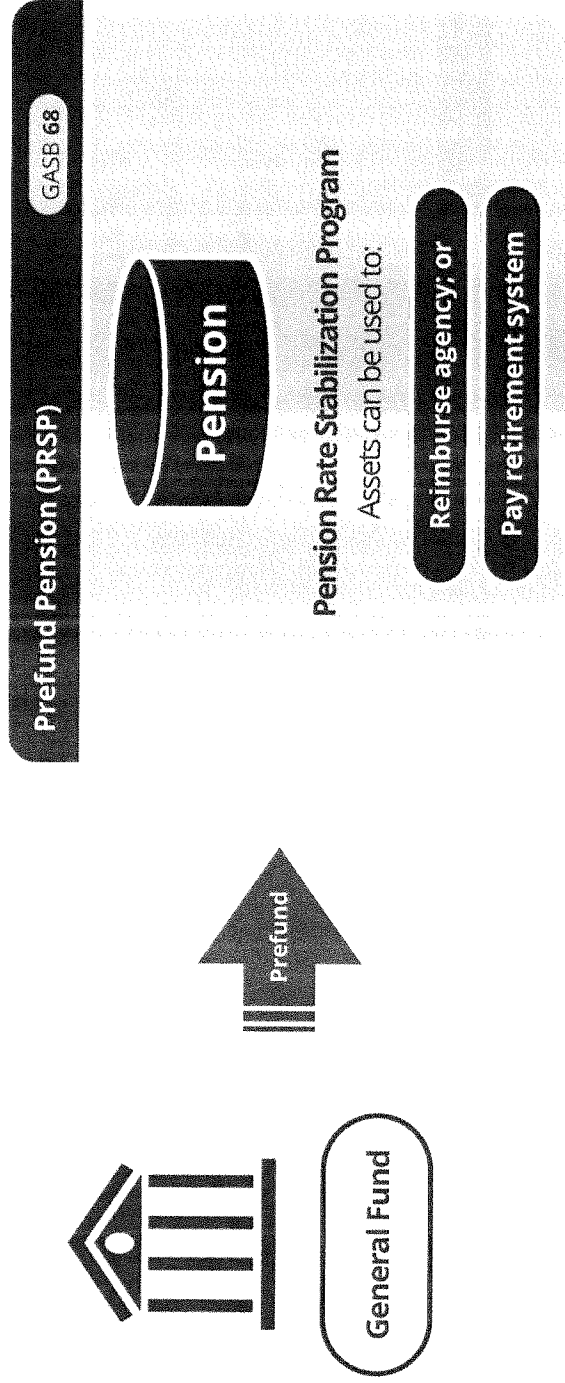 General Fund
Prefund
Prefund Pension (PRSP)
GASB 68
Pension
Pension Rate Stabilization Program
Assets can be used to:
Reimburse agency; or
Pay retirement system